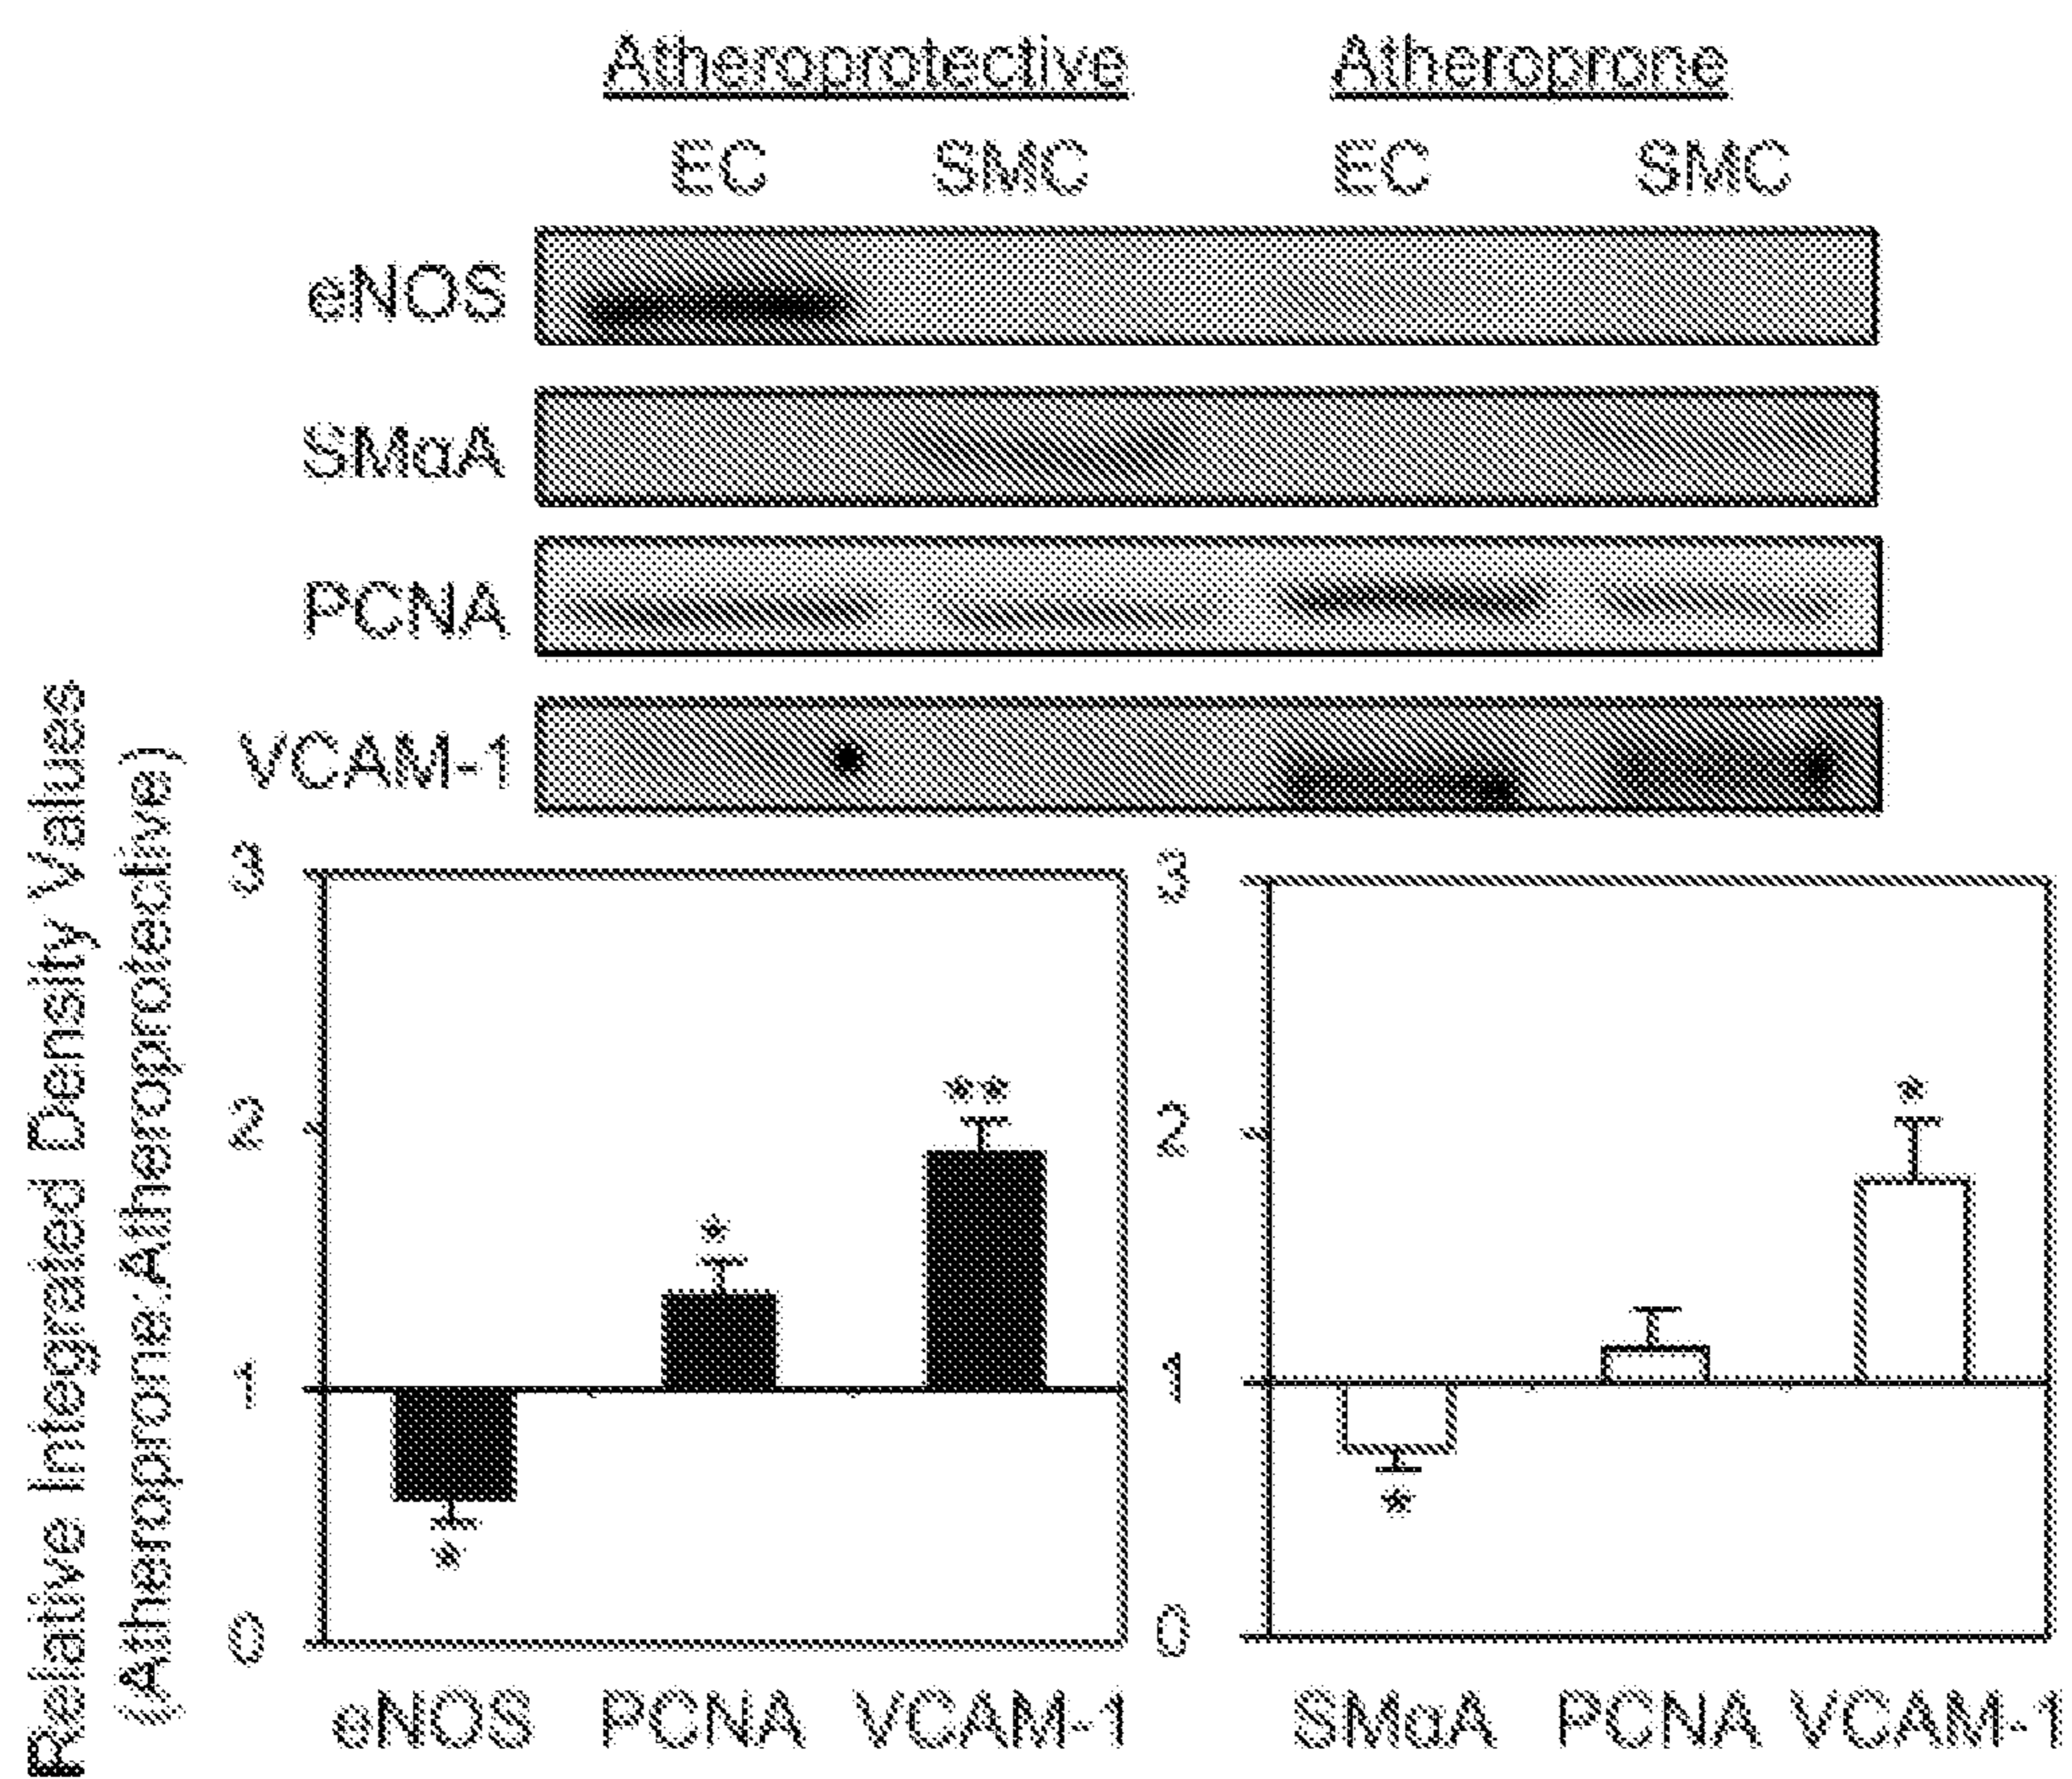 Atheroprotective Atheroprone
EC SMC EC SMC
eNOS
SMαA
PCNA
VCAM-1
Relative Integrated Density Values
(Atheroprone:Atheroprotective)
3
2
1
0
* * **
eNOS PCNA VCAM-1
3
2
1
0
* *
SMαA PCNA VCAM-1